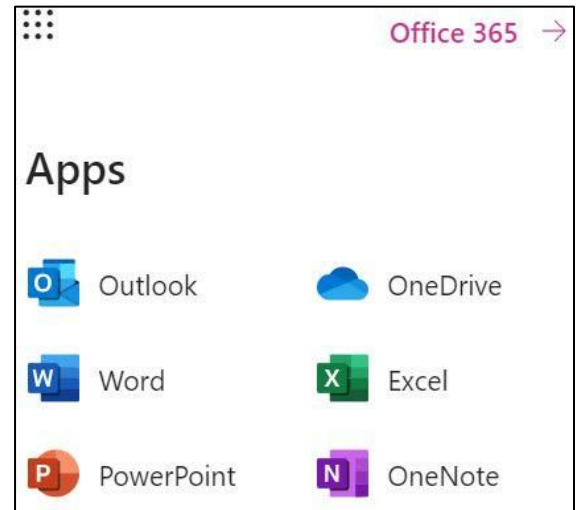 Office 365 →
Apps
O Outlook
OneDrive
W Word
X Excel
P PowerPoint
N OneNote